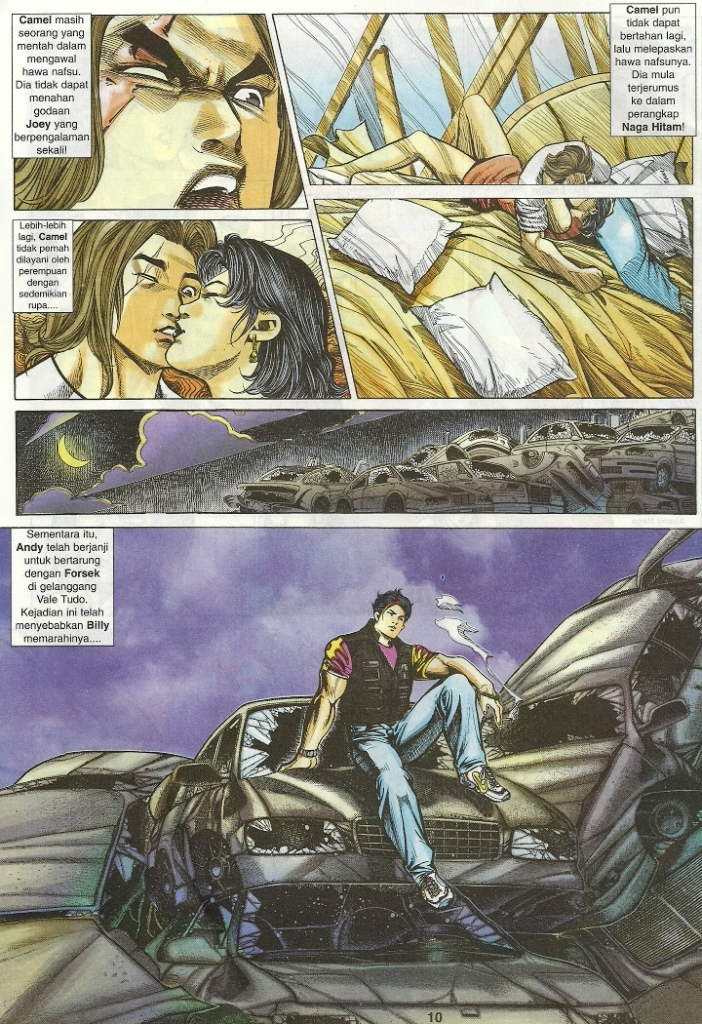 Camel masih
seorang yang
mentah dalam
mengawal
hawa nafsu.
Dia tidak dapat
menahan
godaan
Joey yang
berpengalaman
sekali!
Camel pun
tidak dapat
bertahan lagi,
lalu melepaskan
hawa nafsunya.
Dia mula
terjerumus
ke dalam
perangkap
Naga Hitam!
Lebih-lebih
lagi, Camel
tidak pernah
dilayani oleh
perempuan
dengan
sedemikian
rupa....
Sementara itu,
Andy telah berjanji
untuk bertarung
dengan Forsek
di gelanggang
Vale Tudo.
Kejadian ini telah
menyebabkan Billy
memarahinya....
10